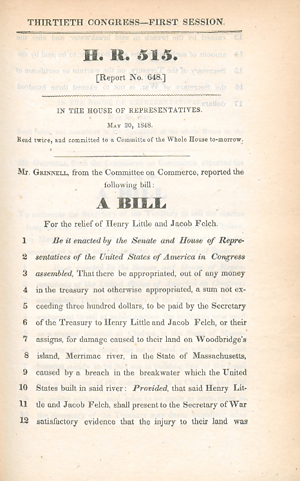 THIRTIETH CONGRESS—FIRST SESSION.
H. R. 515.
[Report No. 648.]
IN THE HOUSE OF REPRESENTATIVES.
May 20, 1848.
Read twice, and committed to a Committe of the Whole House to-morrow.
Mr. Grinnell, from the Committee on Commerce, reported the
following bill:
A BILL
For the relief of Henry Little and Jacob Felch.
1 Be it enacted by the Senate and House of Repre-
2 sentatives of the United States of America in Congress
3 assembled, That there be appropriated, out of any money
4 in the treasury not otherwise appropriated, a sum not ex-
5 ceeding three hundred dollars, to be paid by the Secretary
6 of the Treasury to Henry Little and Jacob Felch, or their
7 assigns, for damage caused to their land on Woodbridge's
8 island, Merrimac river, in the State of Massachusetts,
9 caused by a breach in the breakwater which the United
10 States built in said river: Provided, that said Henry Lit-
11 tle and Jacob Felch, shall present to the Secretary of War
12 satisfactory evidence that the injury to their land was